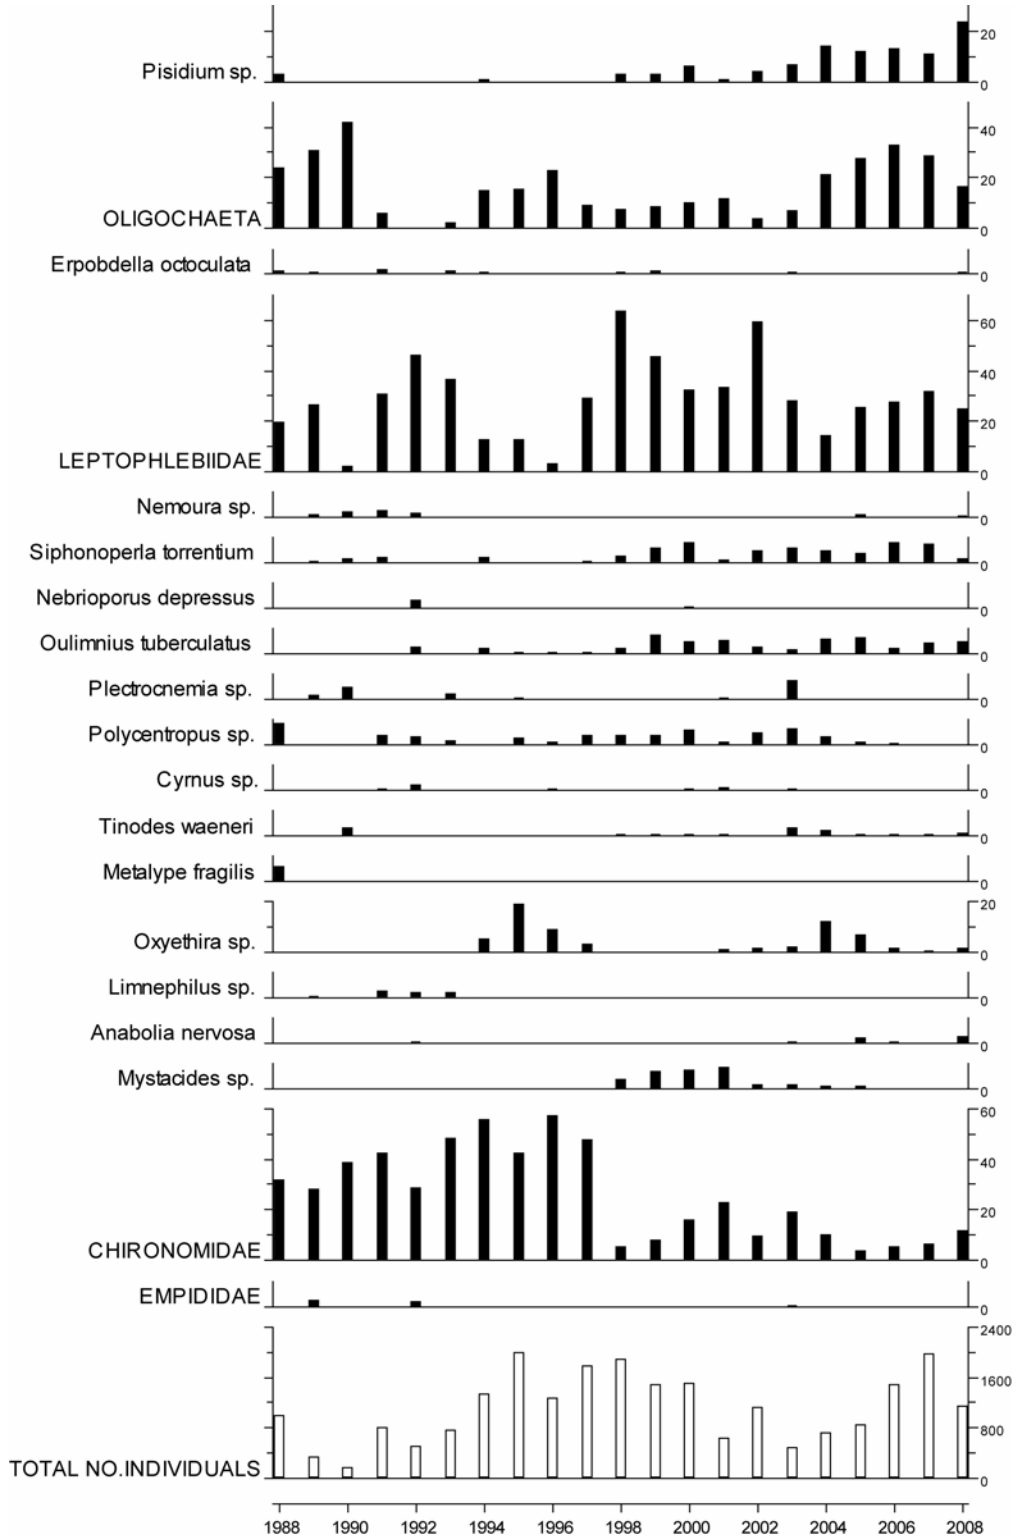 20
Pisidium sp.
0
40
20
OLIGOCHAETA
0
Erpobdella octoculata
0
60
40
20
LEPTOPHLEBIIDAE
0
Nemoura sp.
0
Siphonoperla torrentium
0
Nebrioporus depressus
0
Oulimnius tuberculatus
0
Plectrocnemia sp.
0
Polycentropus sp.
0
Cyrnus sp.
0
Tinodes waeneri
0
Metalype fragilis
0
20
Oxyethira sp.
0
Limnephilus sp.
0
Anabolia nervosa
0
Mystacides sp.
0
60
40
20
CHIRONOMIDAE
0
EMPIDIDAE
0
2400
1600
800
TOTAL NO.INDIVIDUALS
0
1988 1990 1992 1994 1996 1998 2000 2002 2004 2006 2008